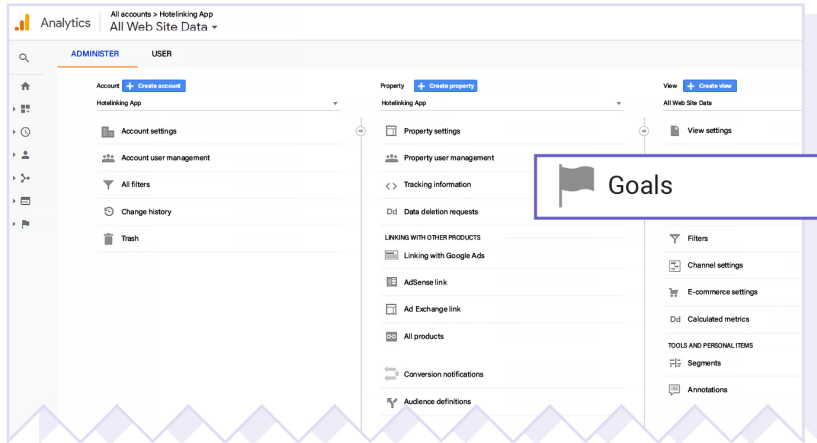 All accounts > Hotelinking App
Analytics
All Web Site Data
ADMINISTER USER
Account + Create account
Hotelinking App
Account settings
Account user management
All filters
Change history
Trash
Property + Create property
Hotelinking App
Property settings
Property user management
Tracking information
Dd Data deletion requests
LINKING WITH OTHER PRODUCTS
Linking with Google Ads
AdSense link
Ad Exchange link
All products
Conversion notifications
Audience definitions
View + Create view
All Web Site Data
View settings
Goals
Filters
Channel settings
E-commerce settings
Dd Calculated metrics
TOOLS AND PERSONAL ITEMS
Segments
Annotations